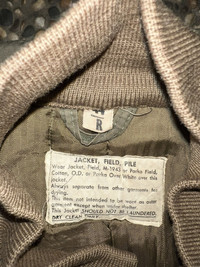 R
JACKET, FIELD, PILE
Wear Jacket, Field, M-1943 or Parka Field,
Cotton, O.D. or Parka Over White over this
jacket.
Always separate from other garments for
drying.
This item not intended to be worn as outer
garment except when
This Jacket SHOULD NOT BE LAUNDERED.
DRY CLEAN